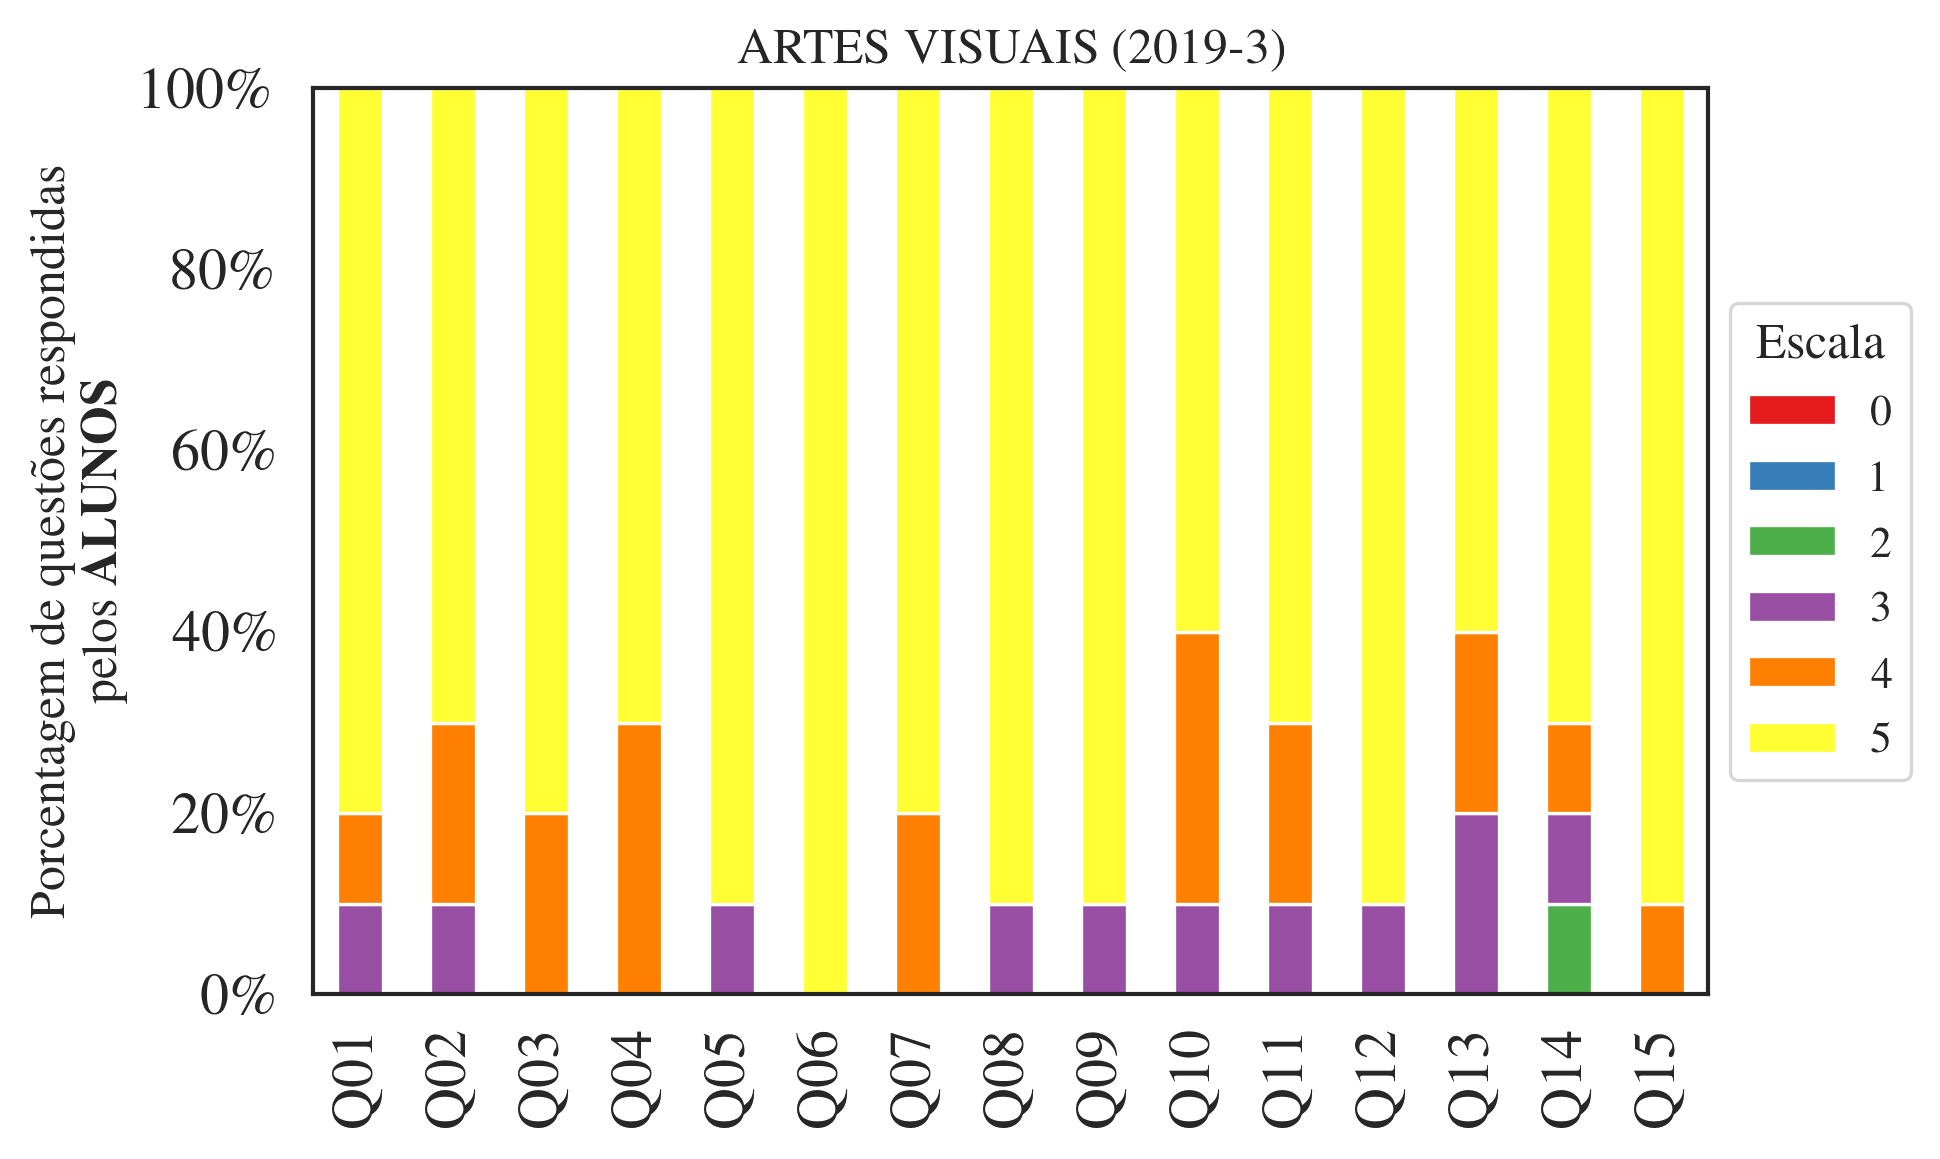 ARTES VISUAIS (2019-3)
Porcentagem de questões respondidas
pelos ALUNOS
100%
80%
60%
40%
20%
0%
Q01
Q02
Q03
Q04
Q05
Q06
Q07
Q08
Q09
Q10
Q11
Q12
Q13
Q14
Q15
Escala
0
1
2
3
4
5